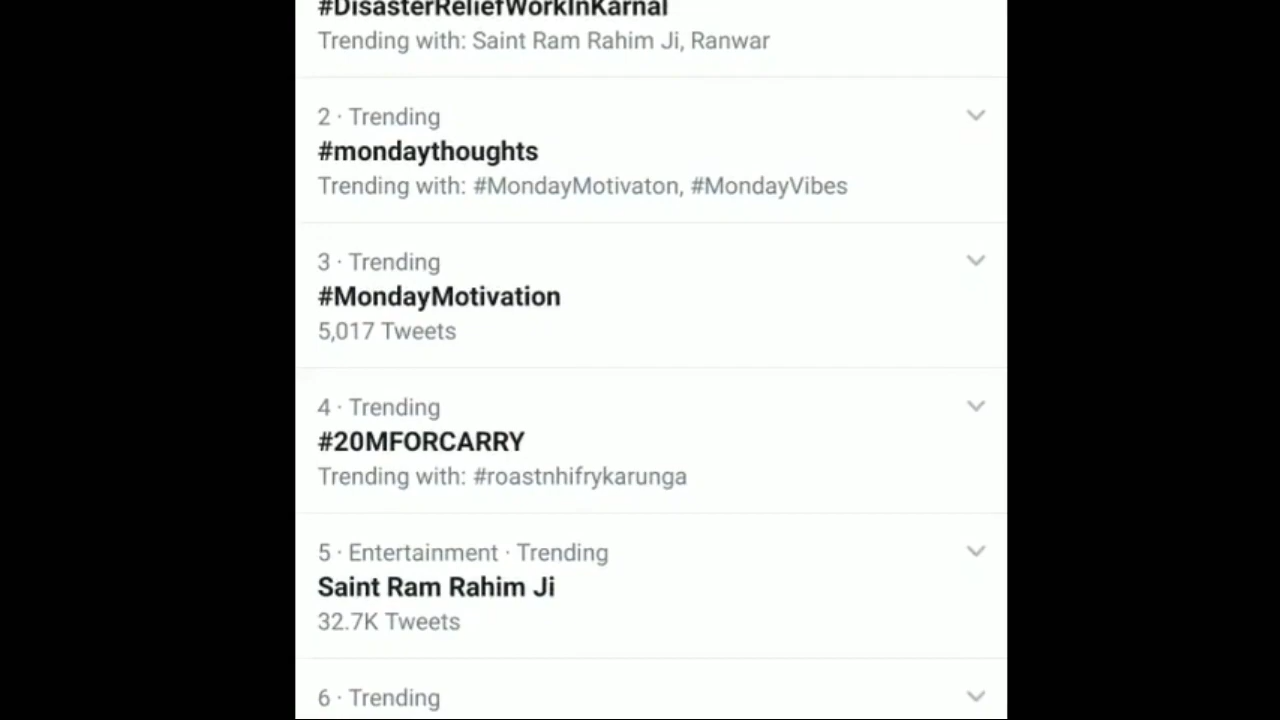 #DisasterReliefWorkInKarnal
Trending with: Saint Ram Rahim Ji, Ranwar
2 · Trending
#mondaythoughts
Trending with: #MondayMotivaton, #MondayVibes
3 · Trending
#MondayMotivation
5,017 Tweets
4 · Trending
#20MFORCARRY
Trending with: #roastnhifrykarunga
5 · Entertainment · Trending
Saint Ram Rahim Ji
32.7K Tweets
6 · Trending